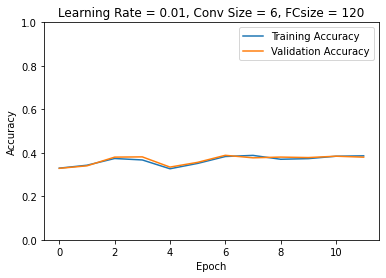 Learning Rate = 0.01, Conv Size = 6, FCsize = 120
1.0
Training Accuracy
Validation Accuracy
0.8
0.6
Accuracy
0.4
0.2
0.0
0 2 4 6 8 10
Epoch